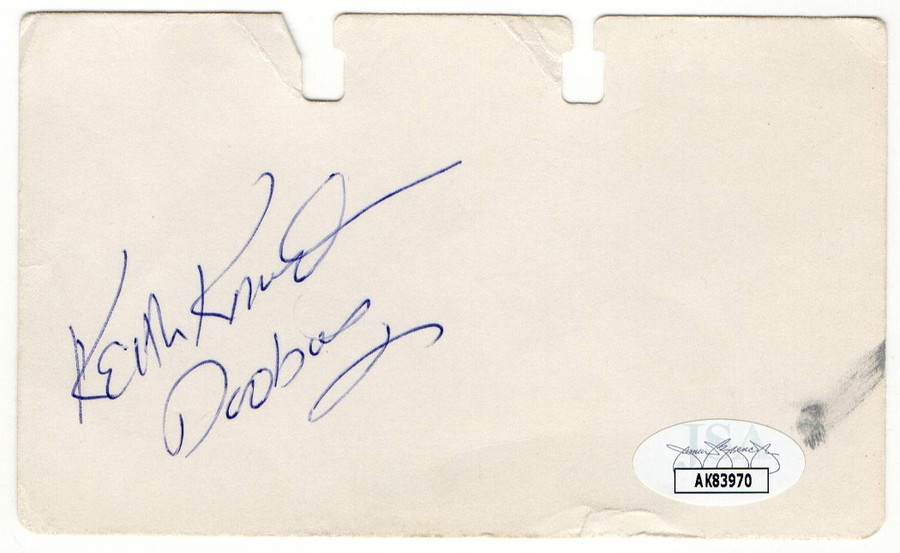 Keith Knudsen
Doobies
JSA
AK83970